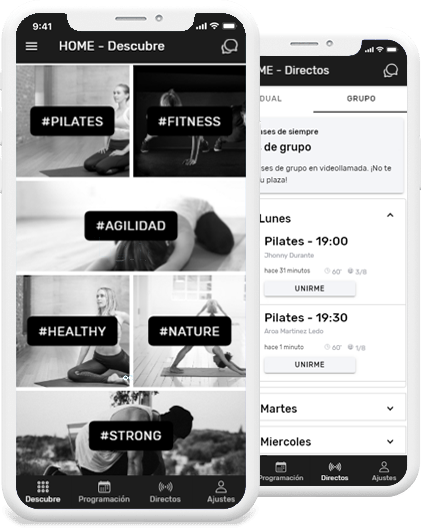 9:41
HOME - Descubre
#PILATES
#FITNESS
#AGILIDAD
#HEALTHY
#NATURE
#STRONG
Descubre
Programación
Directos
Ajustes
ME - Directos
DUAL
GRUPO
ases de siempre
de grupo
ses de grupo en videollamada. ¡No te
u plaza!
Lunes
Pilates - 19:00
Jhonny Durante
hace 31 minutos
60'
3/8
UNIRME
Pilates - 19:30
Aroa Martinez Ledo
hace 1 minuto
60'
1/8
UNIRME
Martes
Miercoles
Programación
Directos
Ajustes